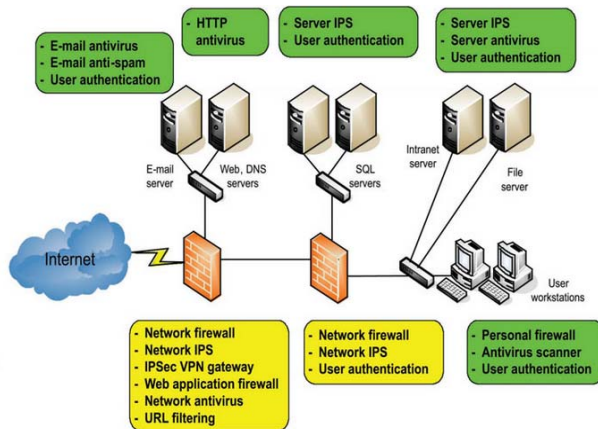 - HTTP
antivirus
- E-mail antivirus
- E-mail anti-spam
- User authentication
- Server IPS
- User authentication
- Server IPS
- Server antivirus
- User authentication
E-mail
server
Web, DNS
servers
SQL
servers
Intranet
server
File
server
Internet
User
workstations
- Network firewall
- Network IPS
- IPSec VPN gateway
- Web application firewall
- Network antivirus
- URL filtering
- Network firewall
- Network IPS
- User authentication
- Personal firewall
- Antivirus scanner
- User authentication